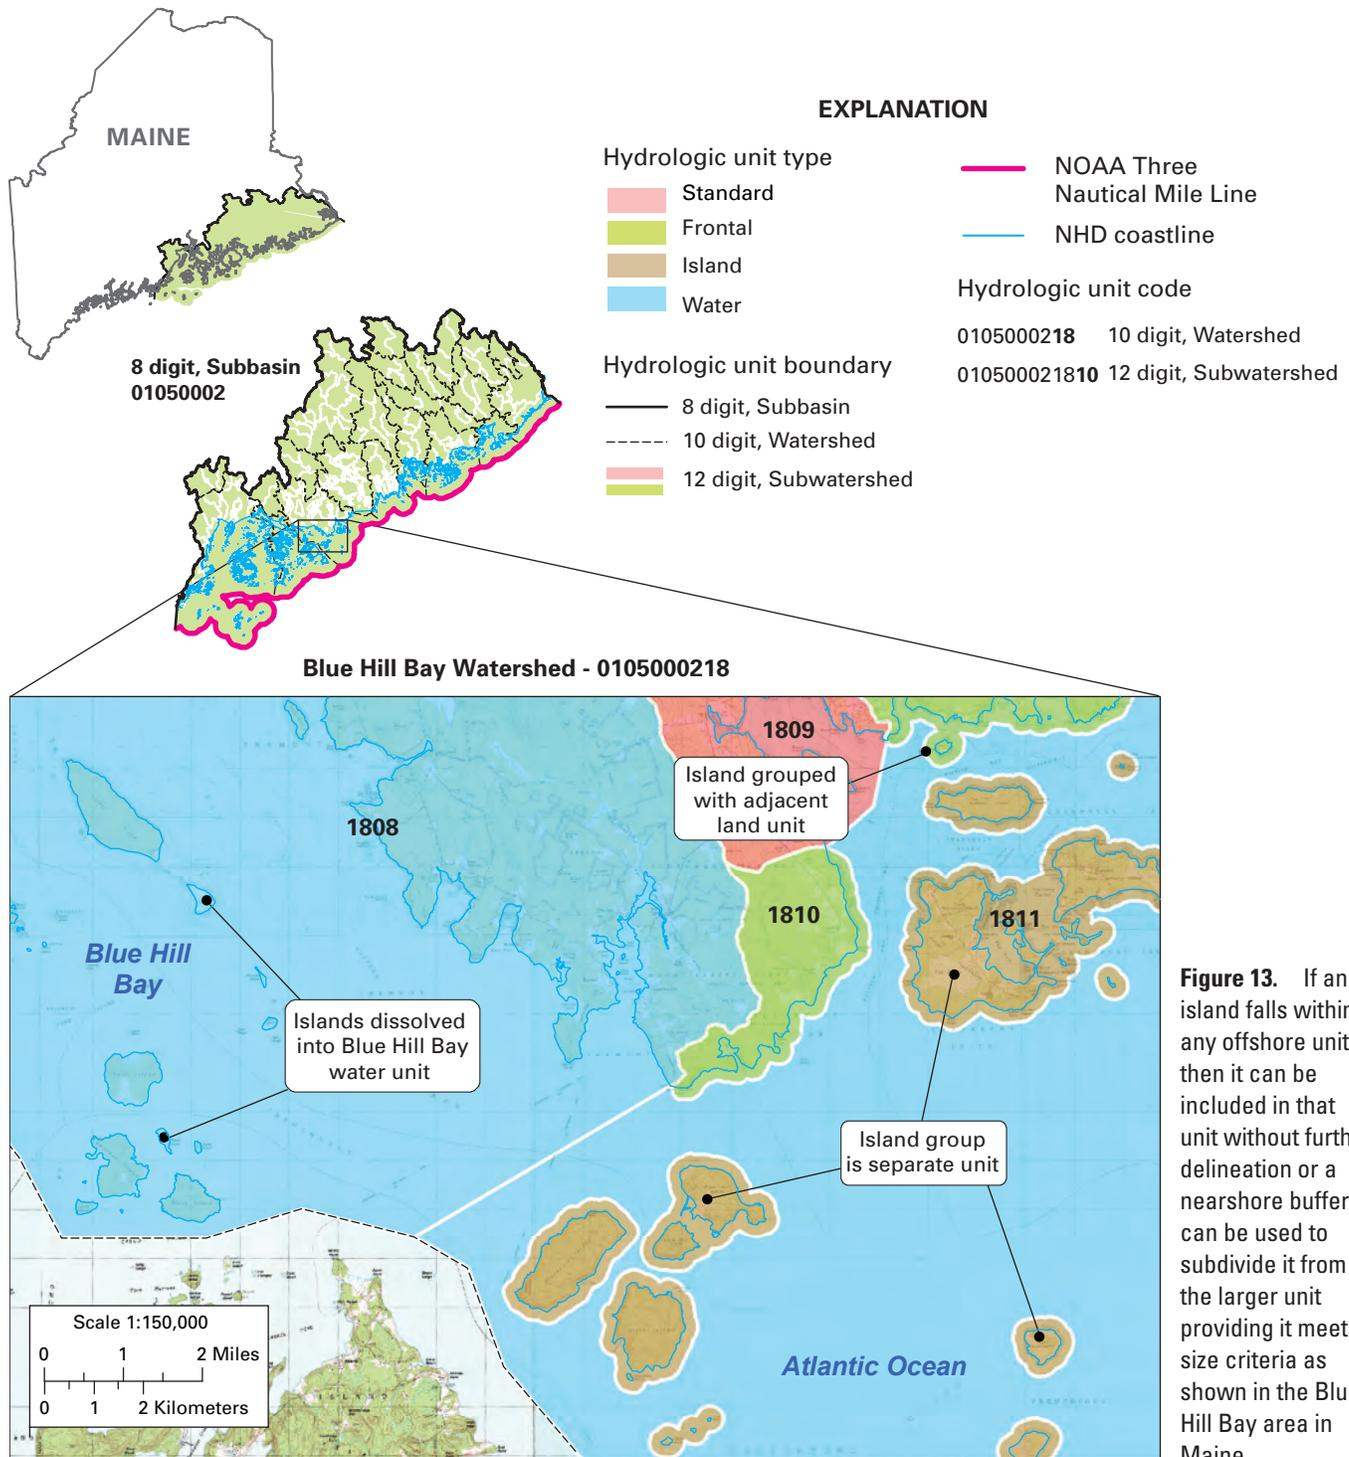 MAINE
8 digit, Subbasin
01050002
EXPLANATION
Hydrologic unit type
Standard
Frontal
Island
Water
Hydrologic unit boundary
8 digit, Subbasin
10 digit, Watershed
12 digit, Subwatershed
NOAA Three
Nautical Mile Line
NHD coastline
Hydrologic unit code
0105000218 10 digit, Watershed
010500021810 12 digit, Subwatershed
Blue Hill Bay Watershed - 0105000218
1809
Island grouped
with adjacent
land unit
1808
1810
1811
Blue Hill
Bay
Islands dissolved
into Blue Hill Bay
water unit
Island group
is separate unit
Atlantic Ocean
Scale 1:150,000
0 1 2 Miles
0 1 2 Kilometers
Figure 13. If an
island falls within
any offshore unit
then it can be
included in that
unit without furth
delineation or a
nearshore buffer
can be used to
subdivide it from
the larger unit
providing it meet
size criteria as
shown in the Blu
Hill Bay area in
Maine